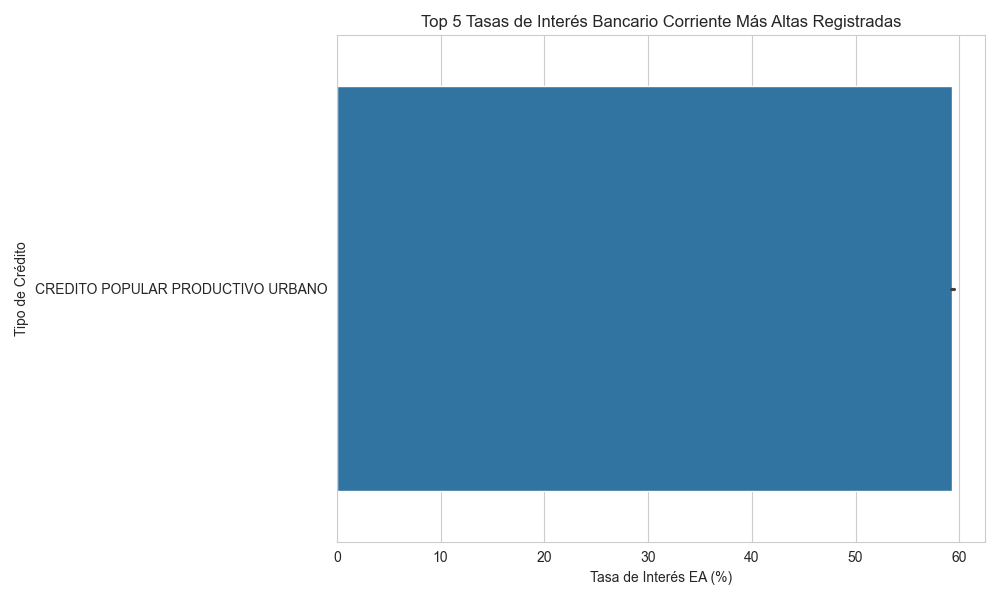 Top 5 Tasas de Interés Bancario Corriente Más Altas Registradas
Tipo de Crédito
CREDITO POPULAR PRODUCTIVO URBANO
0 10 20 30 40 50 60
Tasa de Interés EA (%)